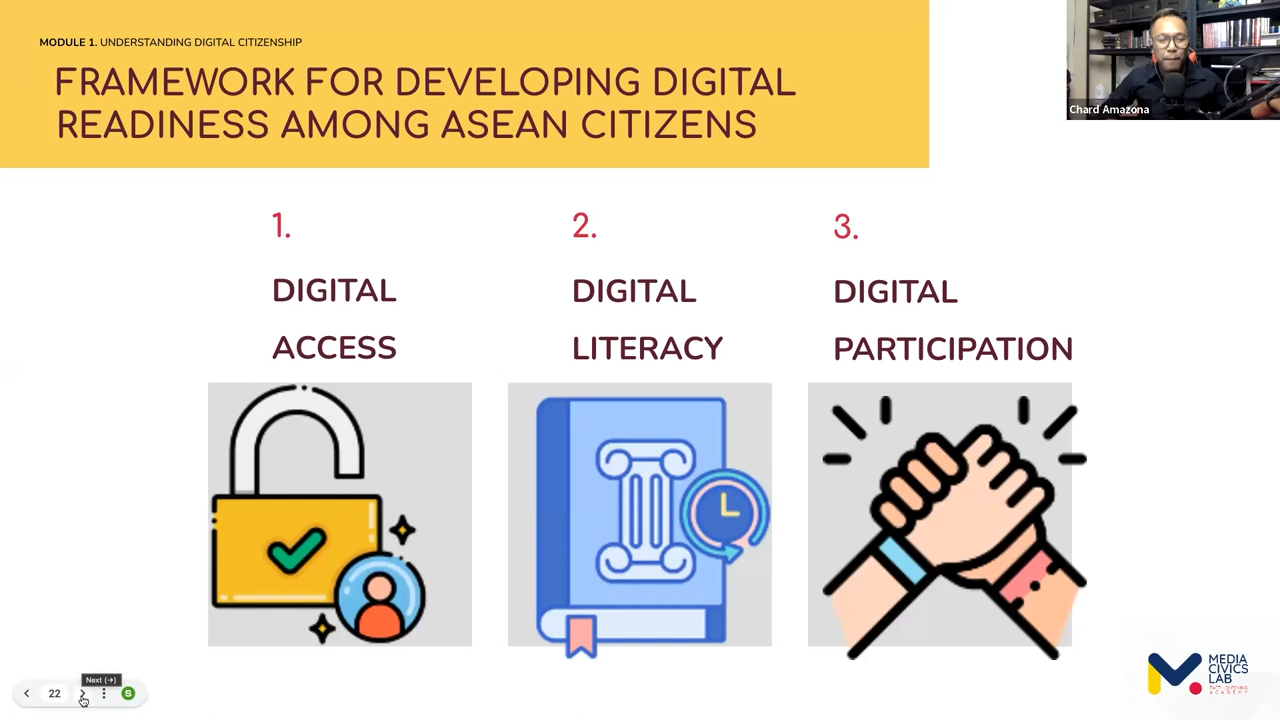 MODULE 1. UNDERSTANDING DIGITAL CITIZENSHIP
FRAMEWORK FOR DEVELOPING DIGITAL
READINESS AMONG ASEAN CITIZENS
Chard Amazona
1.
DIGITAL
ACCESS
2.
DIGITAL
LITERACY
3.
DIGITAL
PARTICIPATION
Next (→)
22
S
MEDIA
CIVICS
LAB